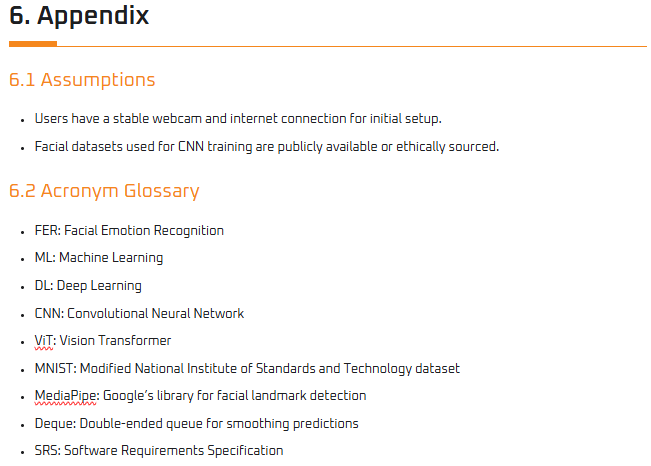 6. Appendix
6.1 Assumptions
• Users have a stable webcam and internet connection for initial setup.
• Facial datasets used for CNN training are publicly available or ethically sourced.
6.2 Acronym Glossary
• FER: Facial Emotion Recognition
• ML: Machine Learning
• DL: Deep Learning
• CNN: Convolutional Neural Network
• ViT: Vision Transformer
• MNIST: Modified National Institute of Standards and Technology dataset
• MediaPipe: Google’s library for facial landmark detection
• Deque: Double-ended queue for smoothing predictions
• SRS: Software Requirements Specification